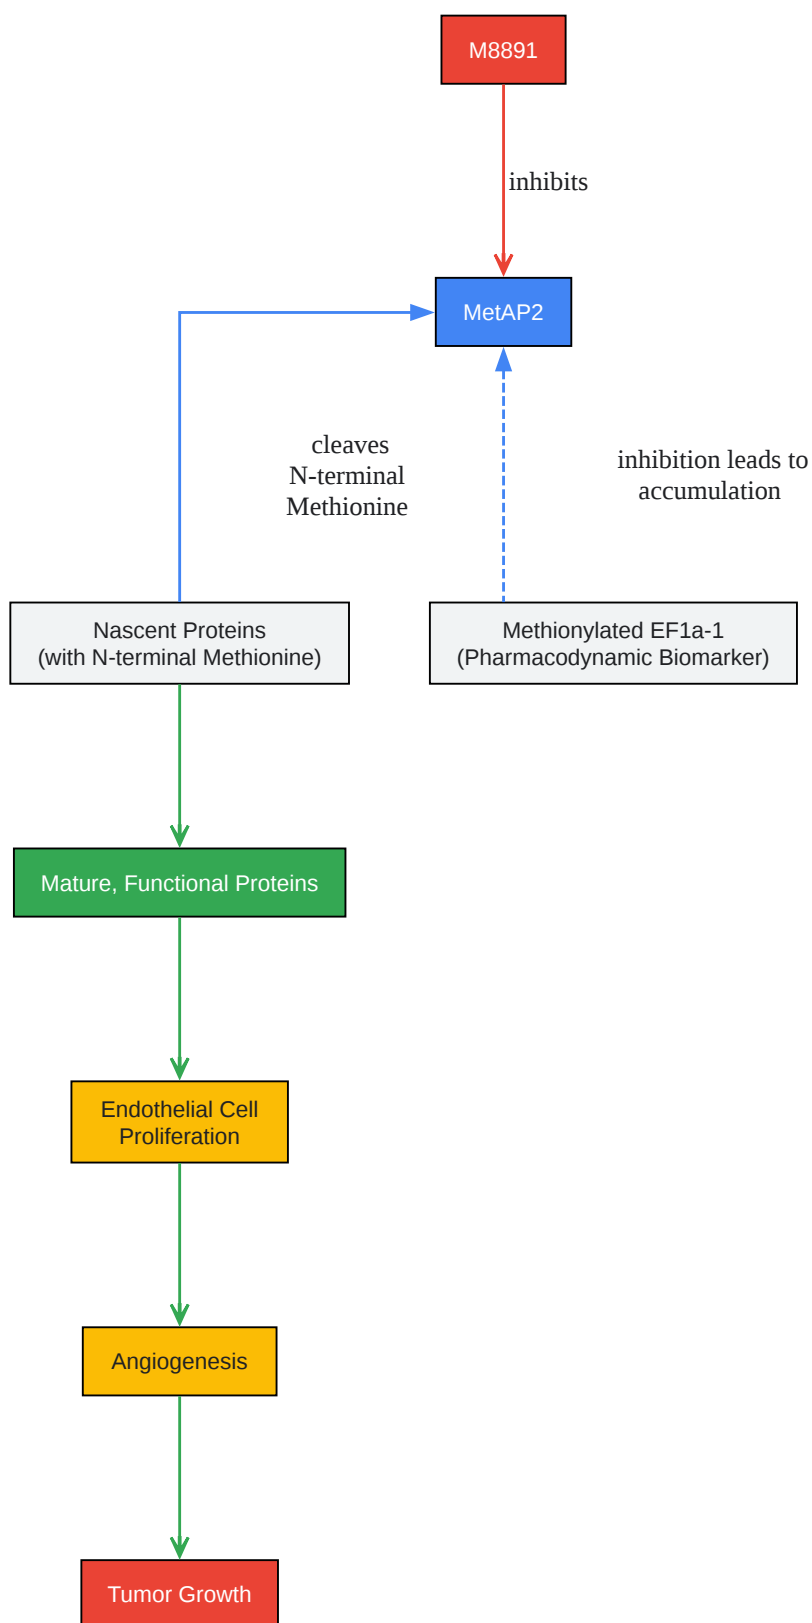 M8891
inhibits
MetAP2
cleaves
N-terminal
Methionine
inhibition leads to
accumulation
Nascent Proteins
(with N-terminal Methionine)
Methionylated EF1a-1
(Pharmacodynamic Biomarker)
Mature, Functional Proteins
Endothelial Cell
Proliferation
Angiogenesis
Tumor Growth